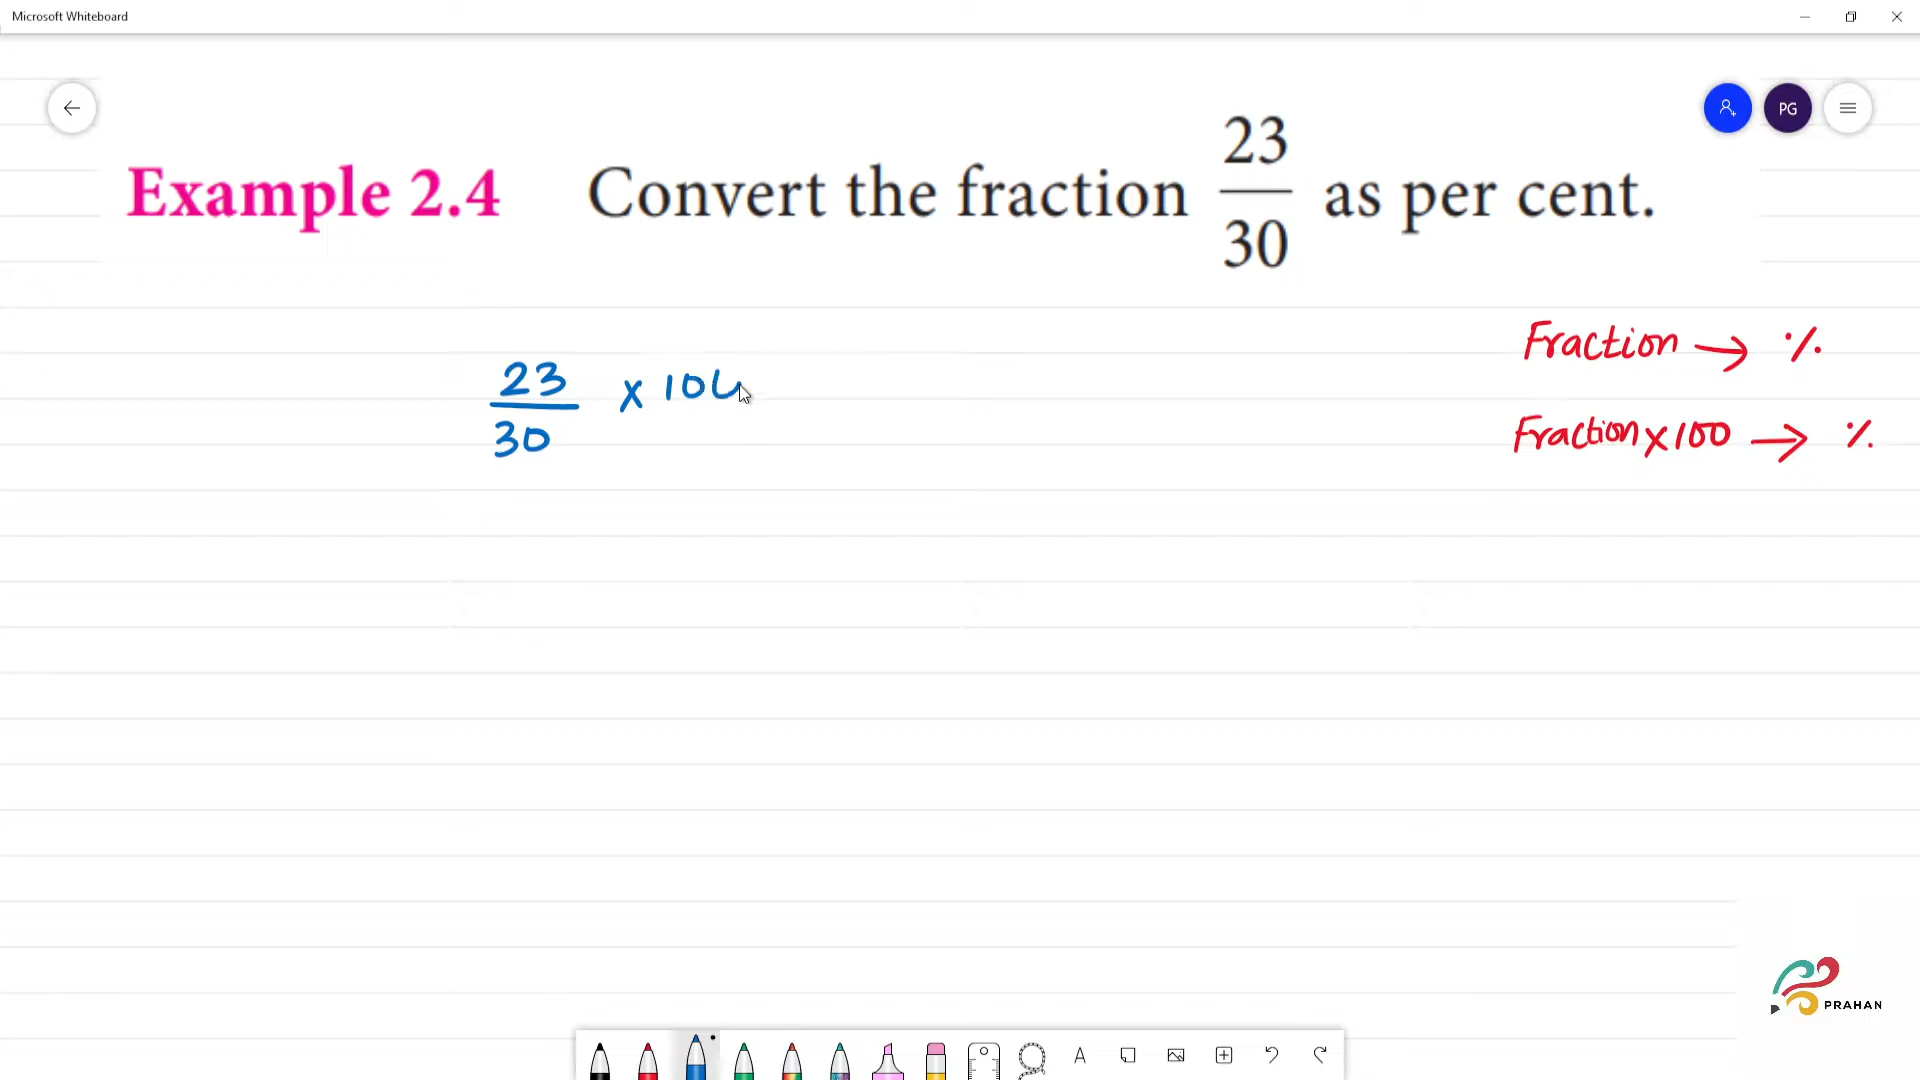 Microsoft Whiteboard
PG
Example 2.4 Convert the fraction 23/30 as per cent.
Fraction → %
23/30 x 10
Fraction x 100 → %
PRAHAN
A